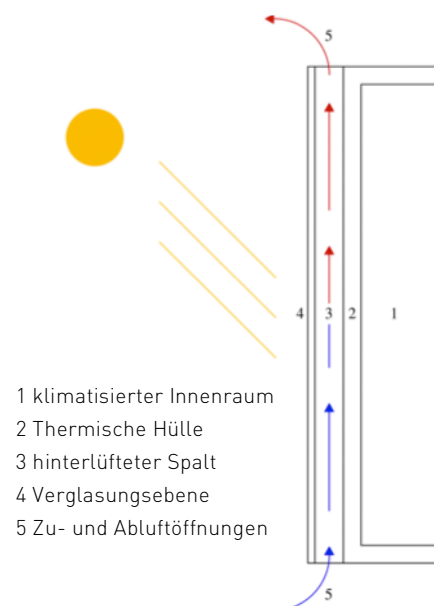 5
4 3 2 1
1 klimatisierter Innenraum
2 Thermische Hülle
3 hinterlüfteter Spalt
4 Verglasungsebene
5 Zu- und Abluftöffnungen
5